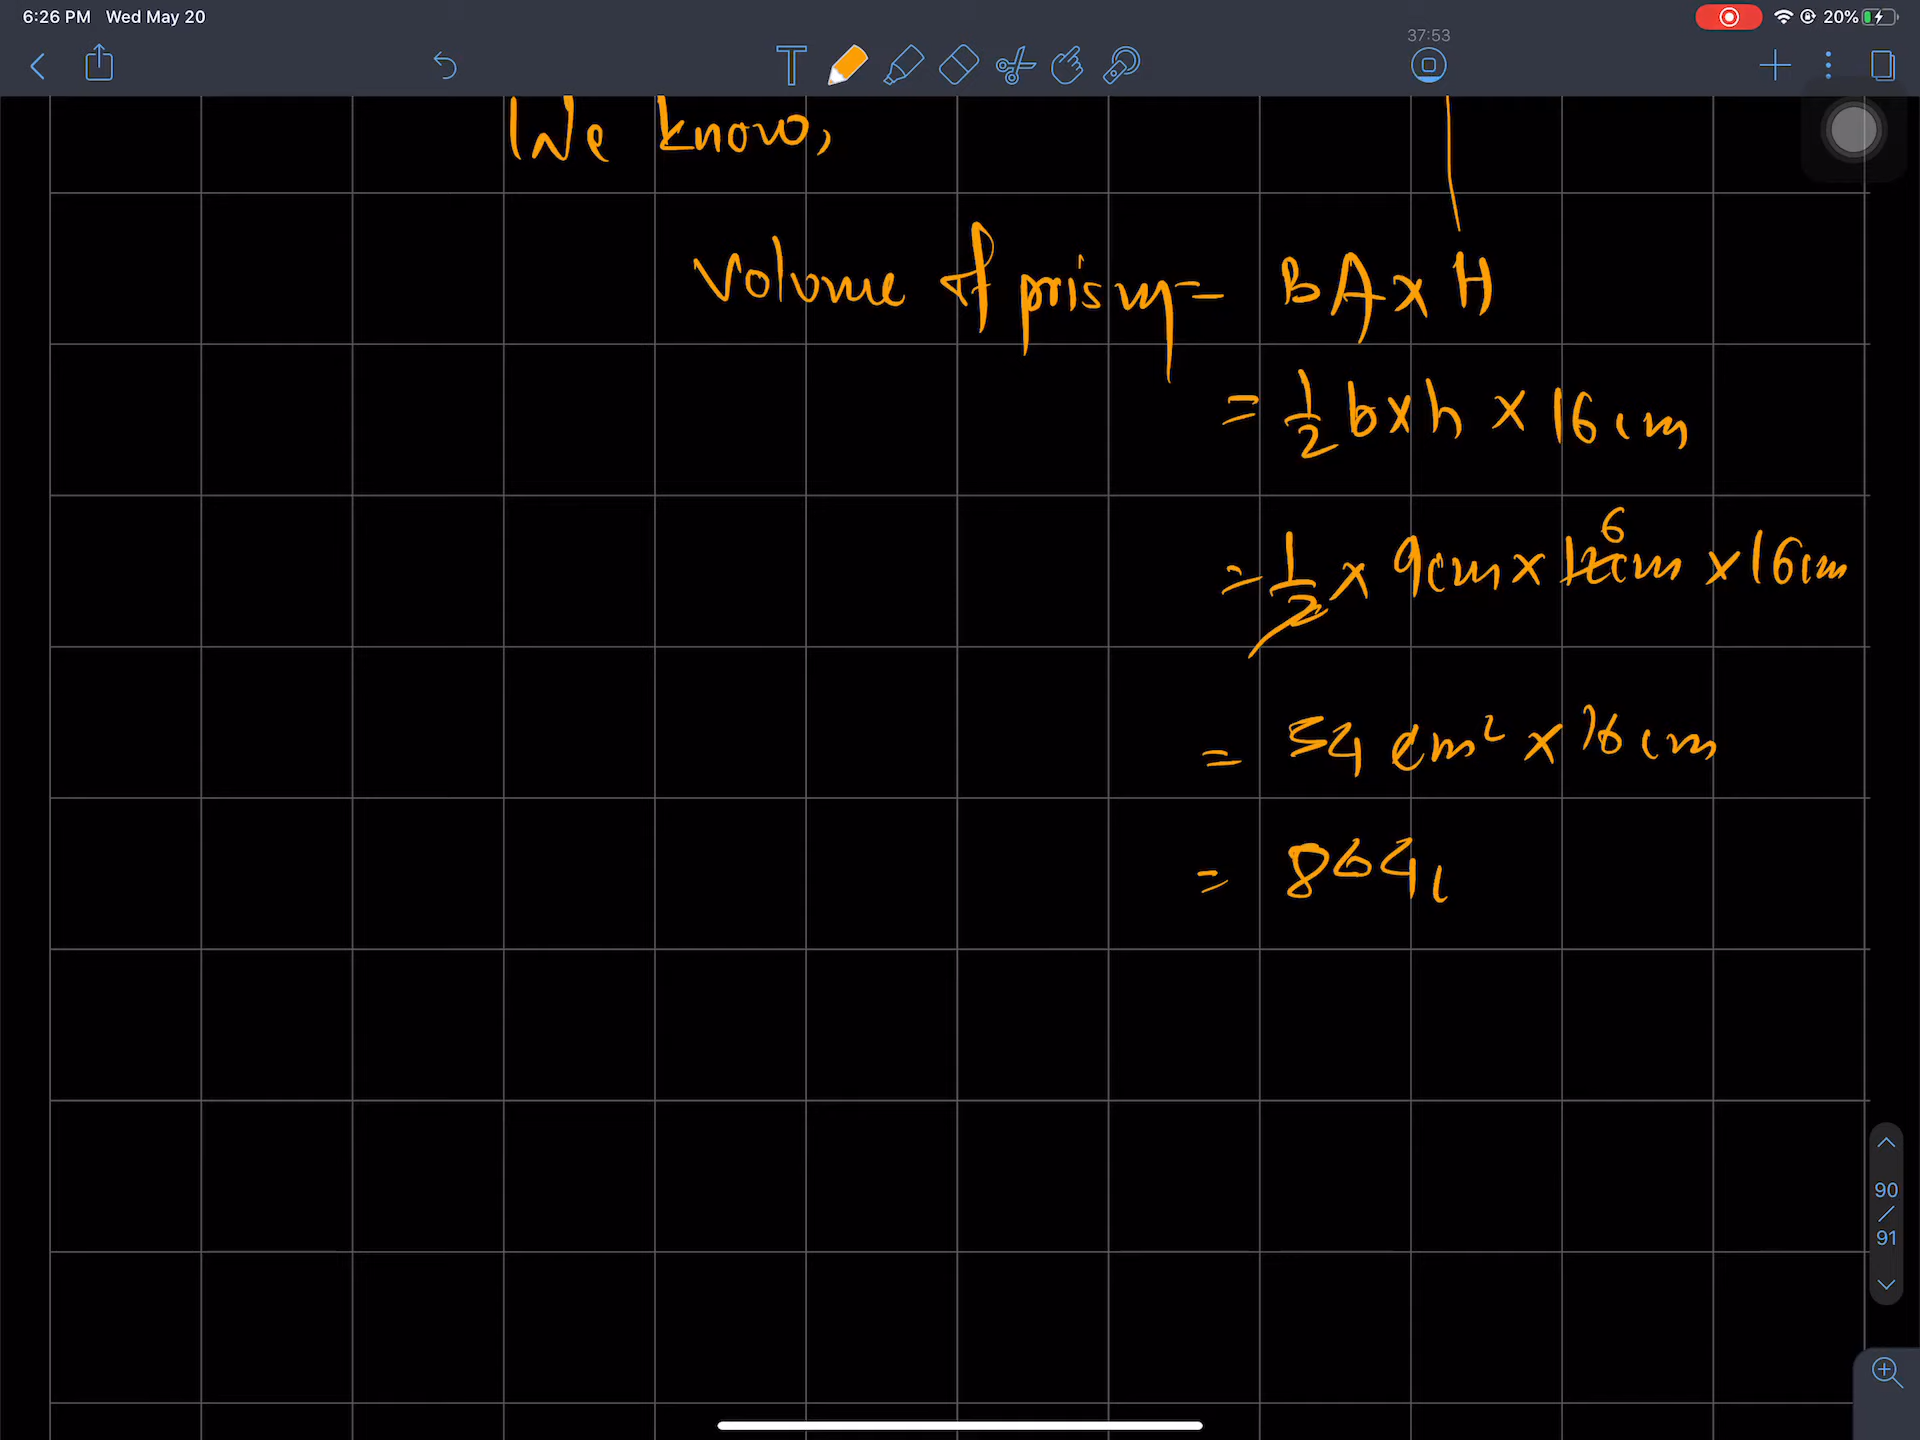 6:26 PM Wed May 20
20%
37:53
We know,
Volume of prism = BA x H
= 1/2 b x h x 16 cm
= 1/2 x 9cm x 12cm 6 x 16cm
= 54 cm² x 16 cm
= 864 c
90
/
91